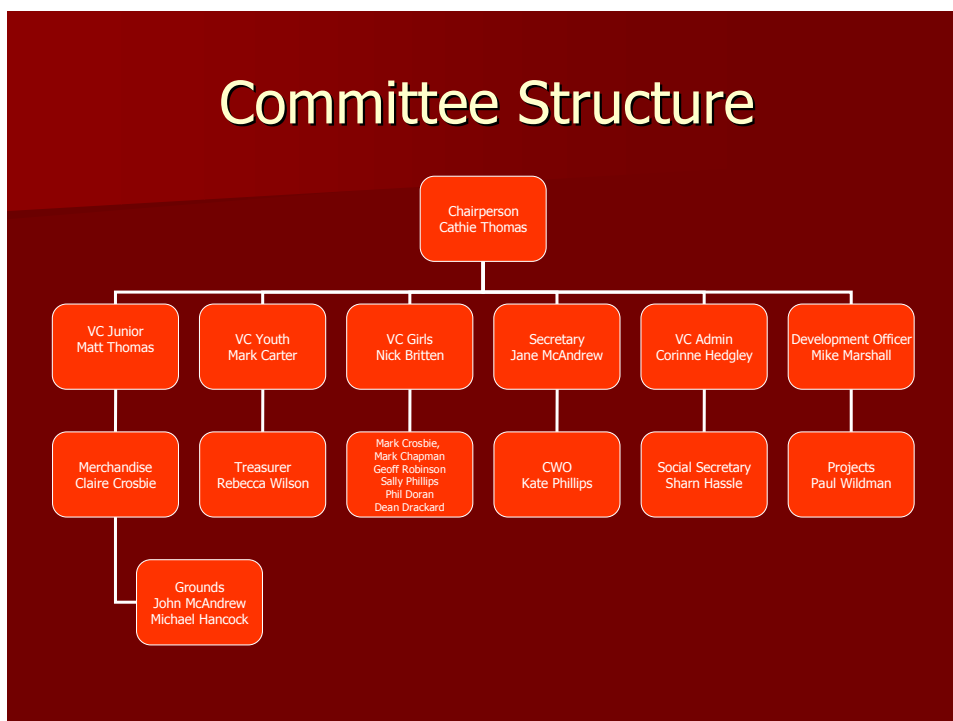 Committee Structure
Chairperson
Cathie Thomas
VC Junior
Matt Thomas
VC Youth
Mark Carter
VC Girls
Nick Britten
Secretary
Jane McAndrew
VC Admin
Corinne Hedgley
Development Officer
Mike Marshall
Merchandise
Claire Crosbie
Treasurer
Rebecca Wilson
Mark Crosbie,
Mark Chapman
Geoff Robinson
Sally Phillips
Phil Doran
Dean Drackard
CWO
Kate Phillips
Social Secretary
Sharn Hassle
Projects
Paul Wildman
Grounds
John McAndrew
Michael Hancock